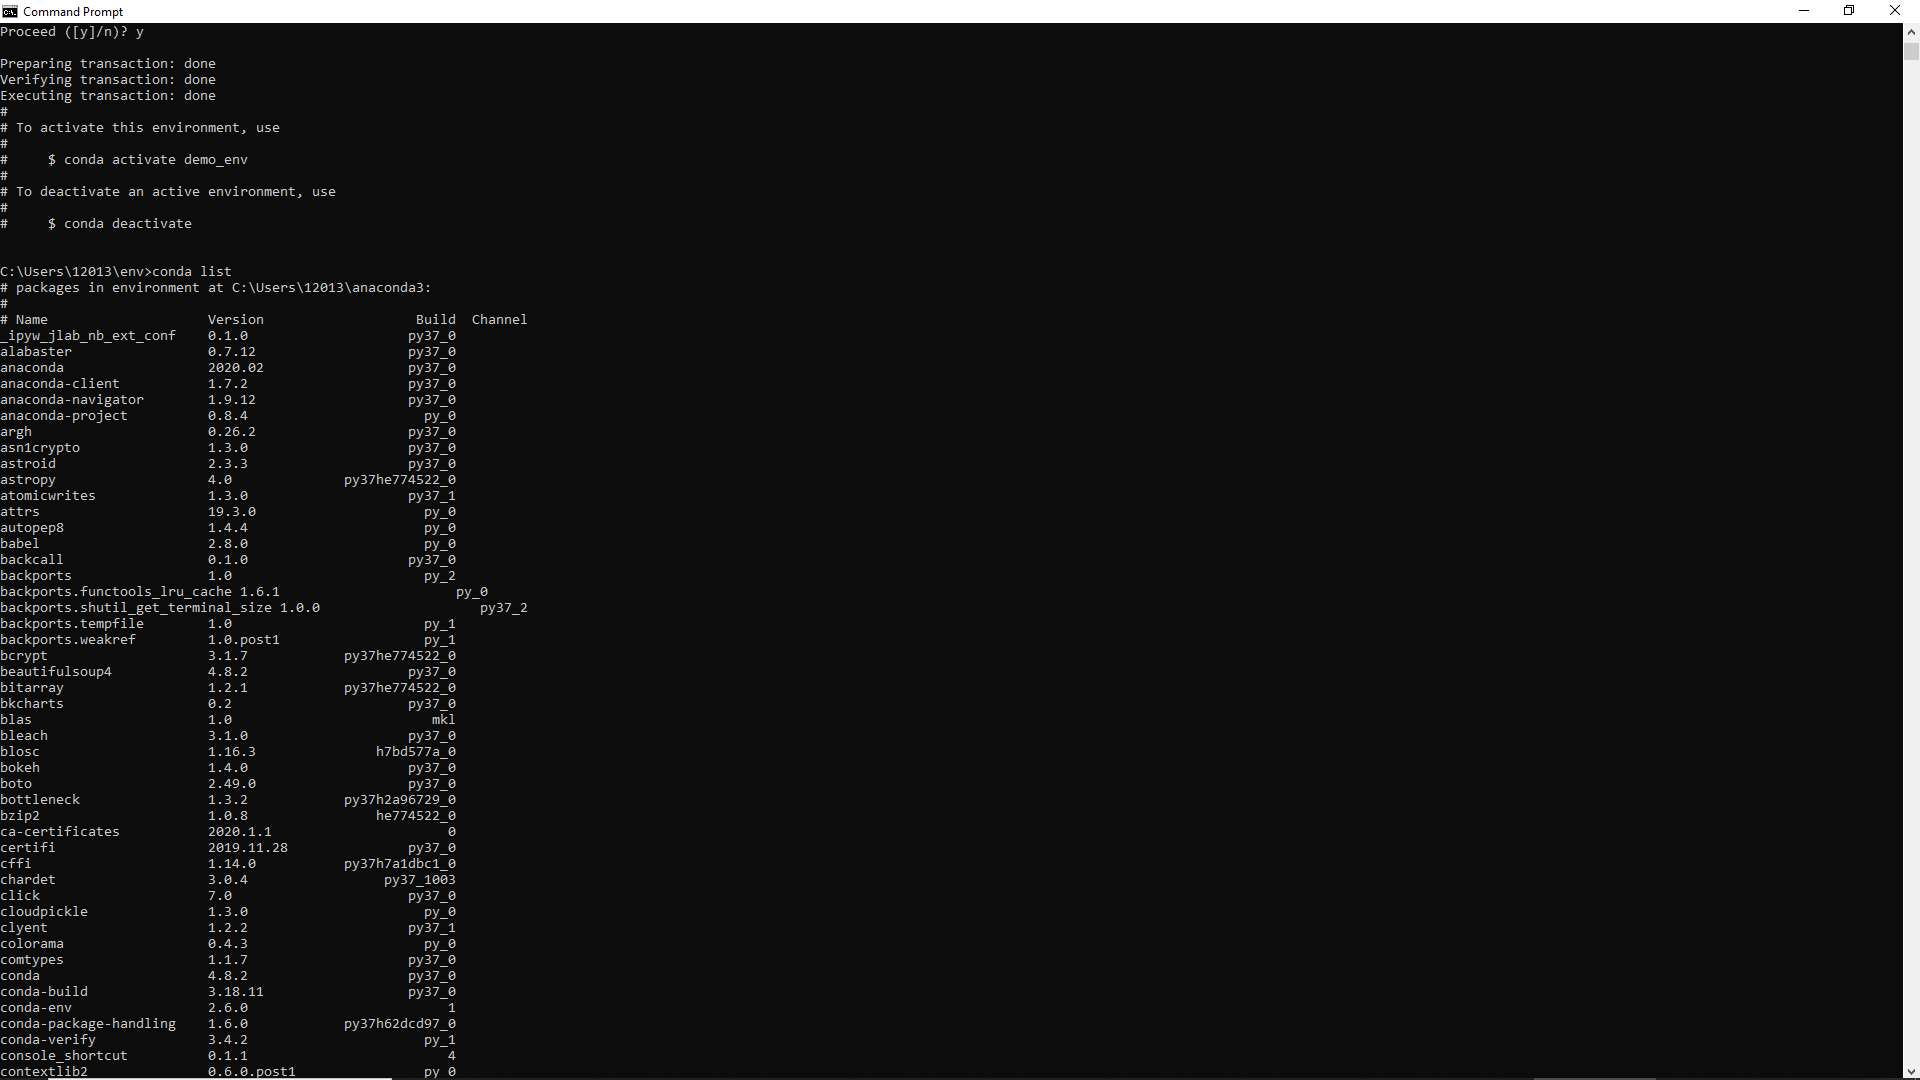 Command Prompt
Proceed ([y]/n)? y
Preparing transaction: done
Verifying transaction: done
Executing transaction: done
#
# To activate this environment, use
#
#     $ conda activate demo_env
#
# To deactivate an active environment, use
#
#     $ conda deactivate
C:\Users\12013\env>conda list
# packages in environment at C:\Users\12013\anaconda3:
#
# Name                    Version                   Build  Channel
_ipyw_jlab_nb_ext_conf    0.1.0                    py37_0
alabaster                 0.7.12                   py37_0
anaconda                  2020.02                  py37_0
anaconda-client           1.7.2                    py37_0
anaconda-navigator        1.9.12                   py37_0
anaconda-project          0.8.4                      py_0
argh                      0.26.2                   py37_0
asn1crypto                1.3.0                    py37_0
astroid                   2.3.3                    py37_0
astropy                   4.0              py37he774522_0
atomicwrites              1.3.0                    py37_1
attrs                     19.3.0                     py_0
autopep8                  1.4.4                      py_0
babel                     2.8.0                      py_0
backcall                  0.1.0                    py37_0
backports                 1.0                        py_2
backports.functools_lru_cache 1.6.1                      py_0
backports.shutil_get_terminal_size 1.0.0                    py37_2
backports.tempfile        1.0                        py_1
backports.weakref         1.0.post1                  py_1
bcrypt                    3.1.7            py37he774522_0
beautifulsoup4            4.8.2                    py37_0
bitarray                  1.2.1            py37he774522_0
bkcharts                  0.2                      py37_0
blas                      1.0                         mkl
bleach                    3.1.0                    py37_0
blosc                     1.16.3               h7bd577a_0
bokeh                     1.4.0                    py37_0
boto                      2.49.0                   py37_0
bottleneck                1.3.2            py37h2a96729_0
bzip2                     1.0.8                he774522_0
ca-certificates           2020.1.1                      0
certifi                   2019.11.28               py37_0
cffi                      1.14.0           py37h7a1dbc1_0
chardet                   3.0.4                 py37_1003
click                     7.0                      py37_0
cloudpickle               1.3.0                      py_0
clyent                    1.2.2                    py37_1
colorama                  0.4.3                      py_0
comtypes                  1.1.7                    py37_0
conda                     4.8.2                    py37_0
conda-build               3.18.11                  py37_0
conda-env                 2.6.0                         1
conda-package-handling    1.6.0            py37h62dcd97_0
conda-verify              3.4.2                      py_1
console_shortcut          0.1.1                         4
contextlib2               0.6.0.post1                py_0